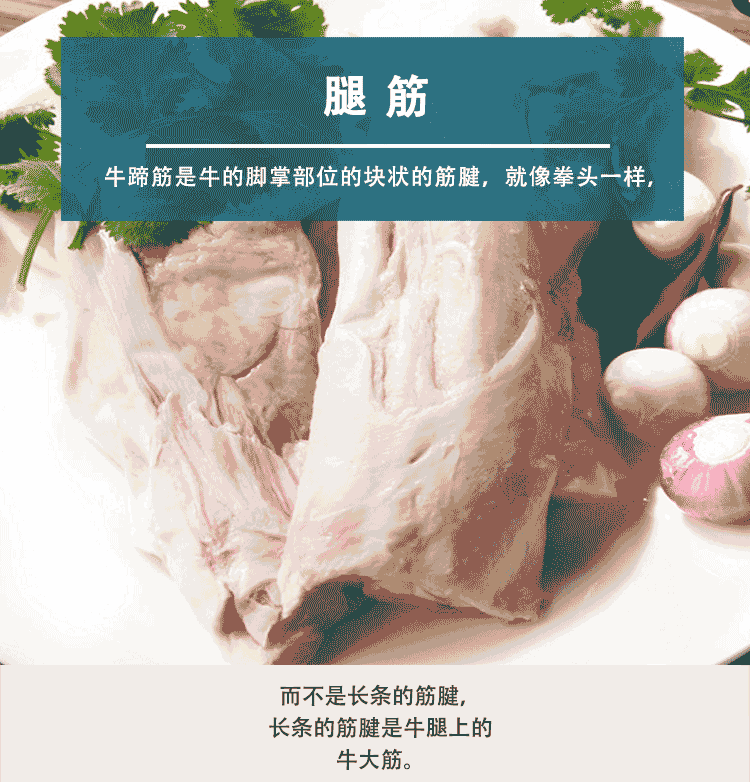 腿筋
牛蹄筋是牛的脚掌部位的块状的筋腱，就像拳头一样，
而不是长条的筋腱，
长条的筋腱是牛腿上的
牛大筋。